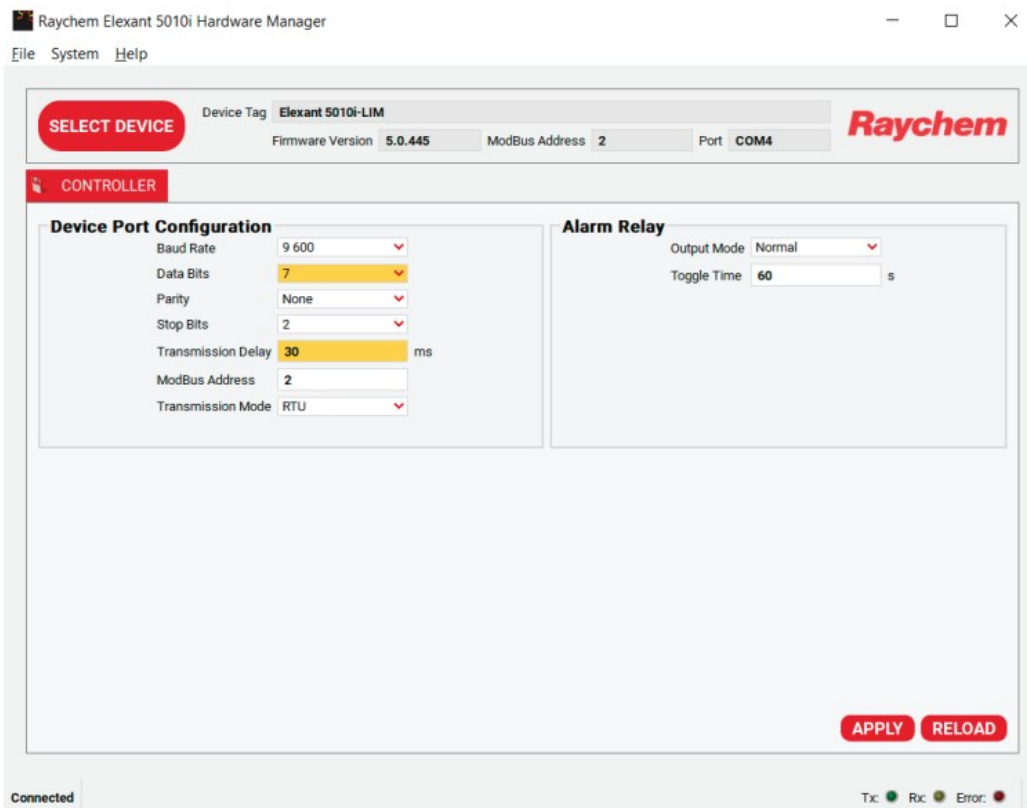 Raychem Elexant 5010i Hardware Manager
File System Help
SELECT DEVICE
Device Tag Elexant 5010i-LIM
Firmware Version 5.0.445 ModBus Address 2 Port COM4
Raychem
CONTROLLER
Device Port Configuration
Baud Rate 9 600
Data Bits 7
Parity None
Stop Bits 2
Transmission Delay 30 ms
ModBus Address 2
Transmission Mode RTU
Alarm Relay
Output Mode Normal
Toggle Time 60 s
APPLY RELOAD
Connected Tx: Rx: Error: